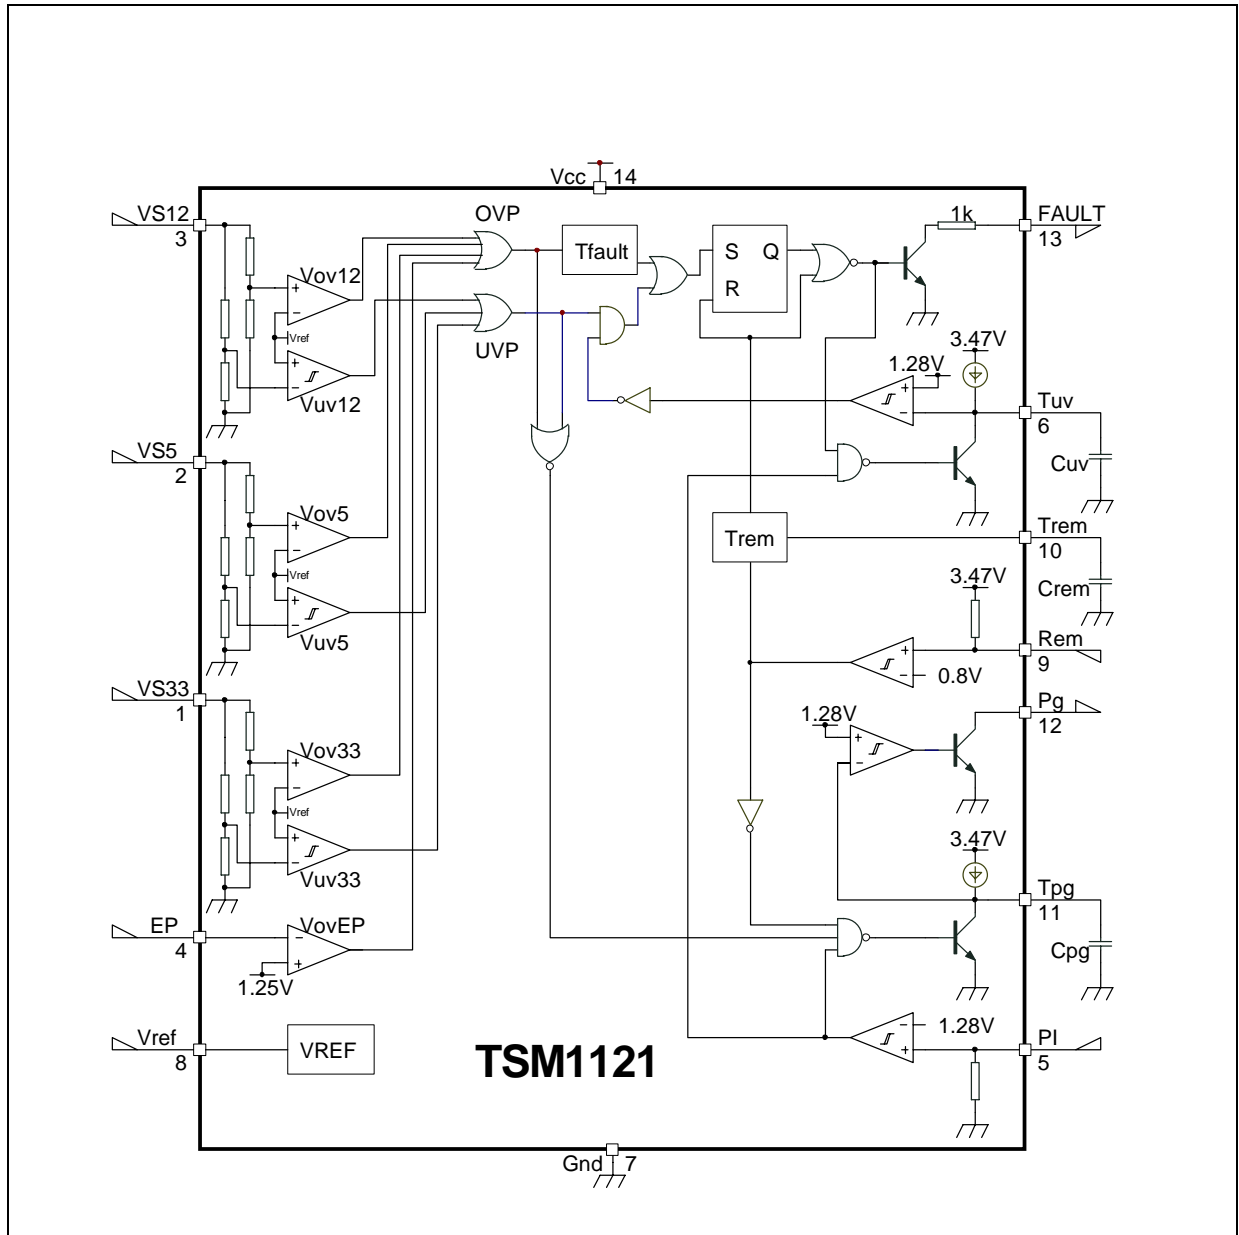 Vcc 14
VS12
3
OVP
1k
FAULT
13
Tfault
S Q
R
Vov12
+
−
Vref
+
−
Vuv12
UVP
3.47V
1.28V
+
−
Tuv
6
Cuv
VS5
2
Vov5
+
−
Vref
+
−
Vuv5
Trem
Trem
10
Crem
3.47V
Rem
9
+
−
0.8V
VS33
1
Pg
12
1.28V
+
−
Vov33
+
−
Vref
+
−
Vuv33
3.47V
Tpg
11
Cpg
EP
4
VovEP
−
+
1.25V
Vref
8
VREF
TSM1121
−
1.28V
+
PI
5
Gnd 7